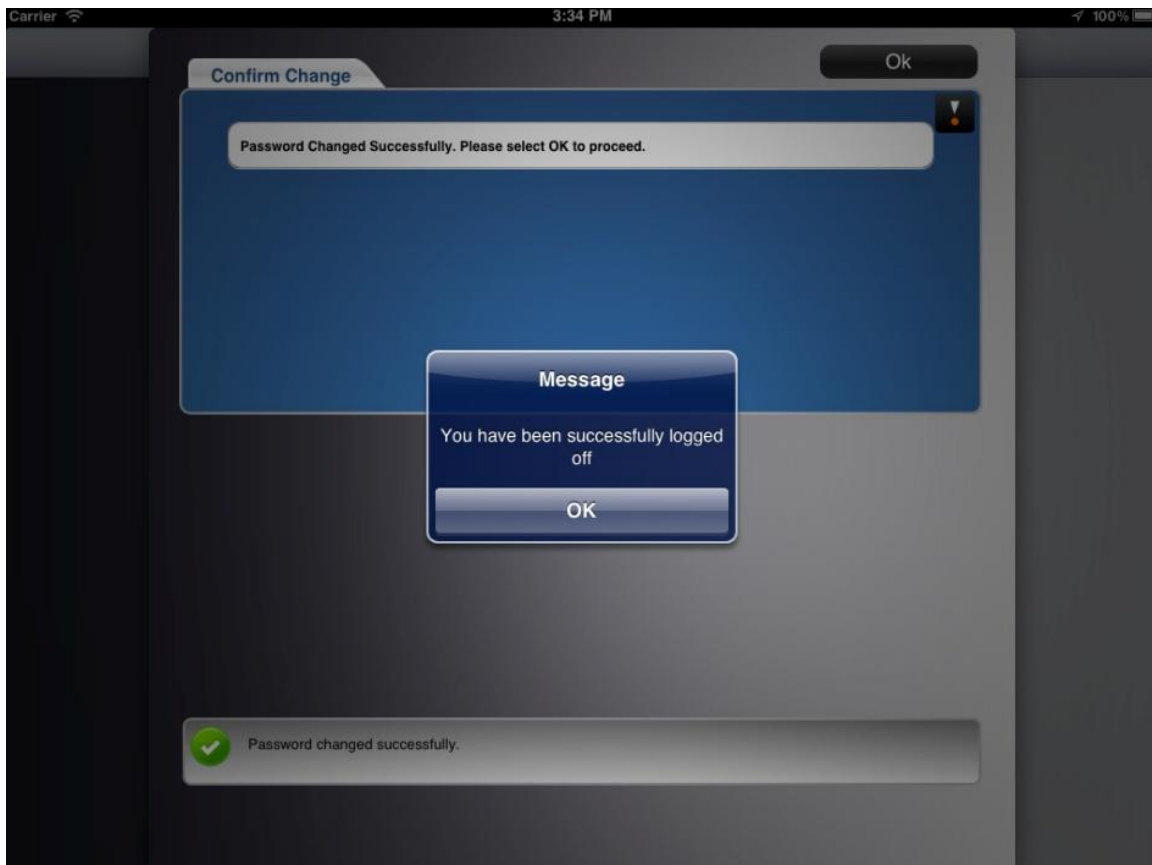 Carrier 3:34 PM 100%
Ok
Confirm Change
Password Changed Successfully. Please select OK to proceed.
Message
You have been successfully logged
off
OK
Password changed successfully.